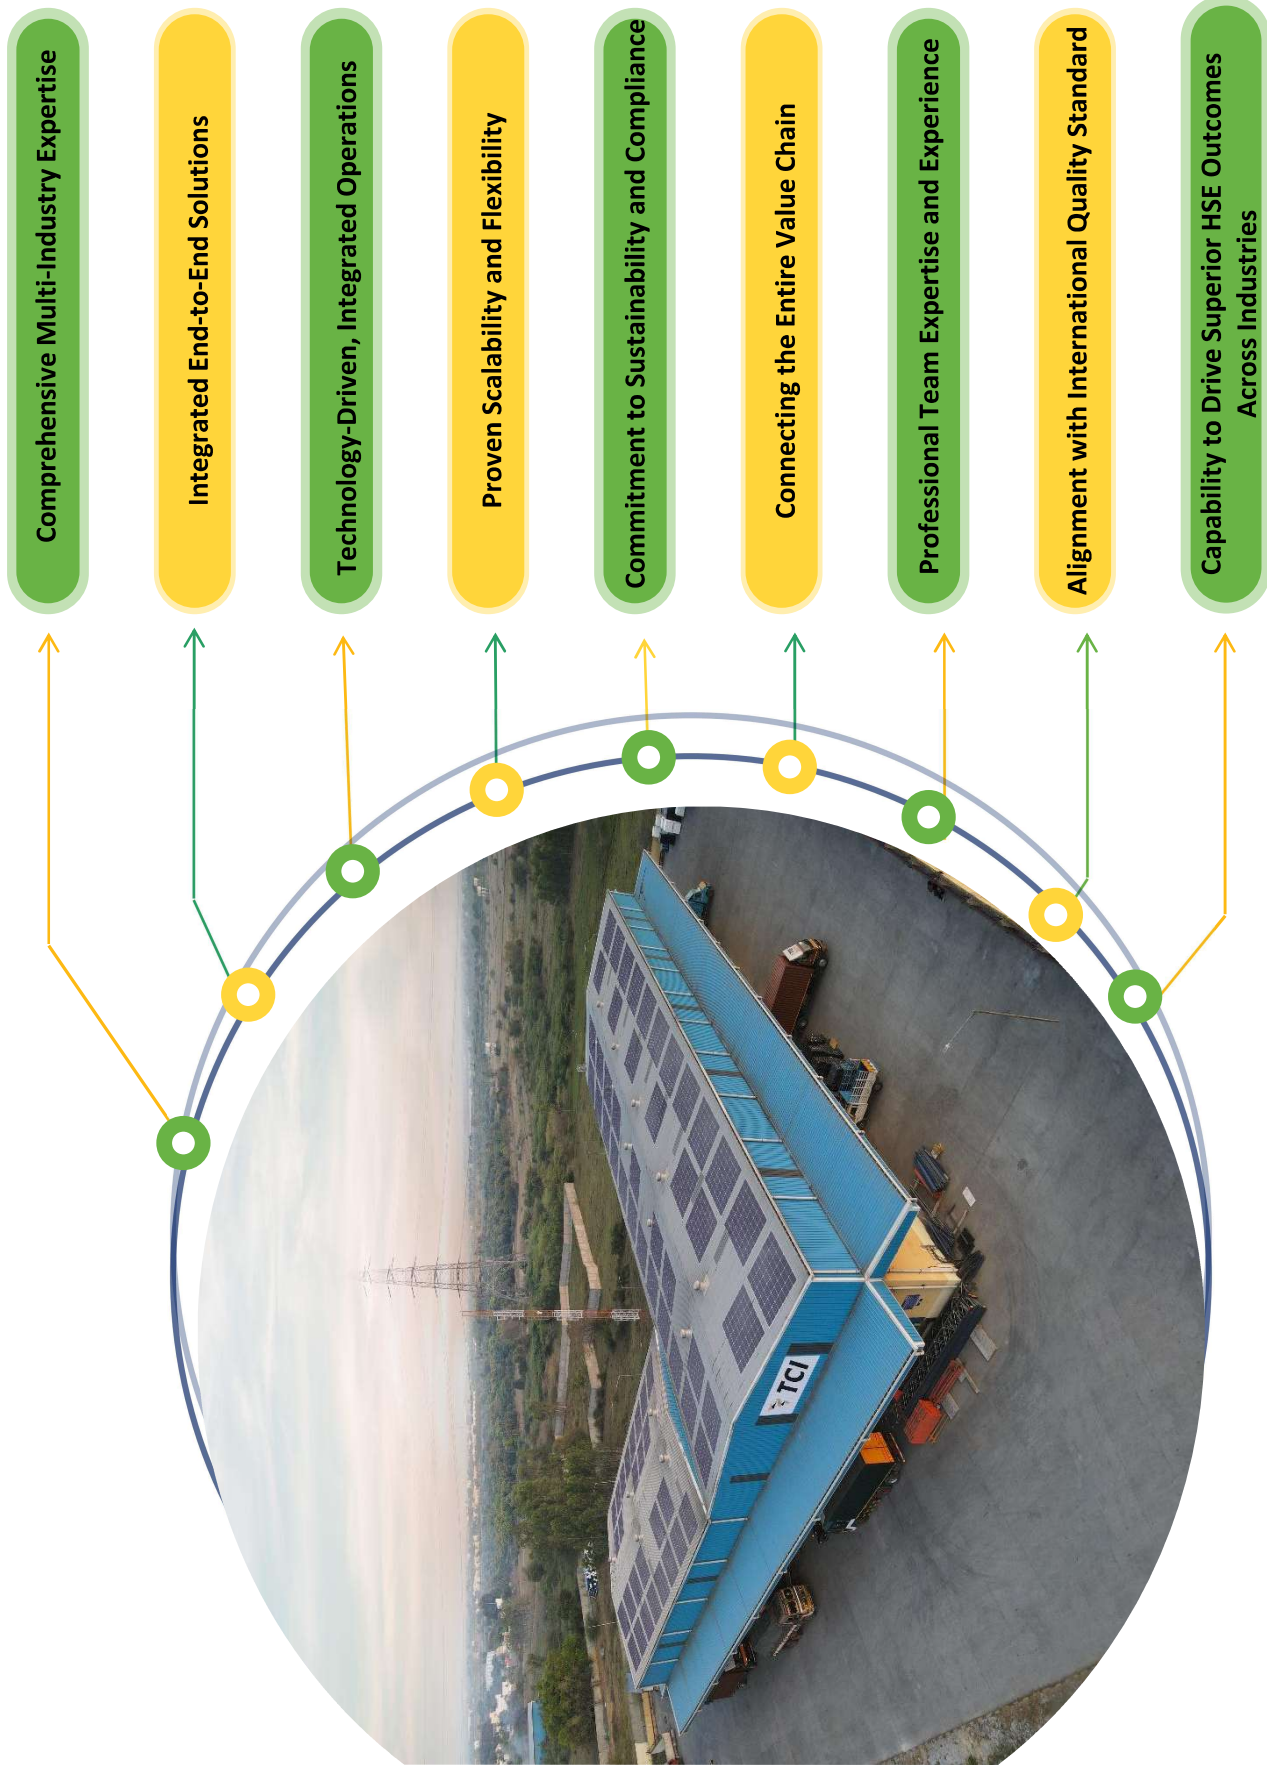 Comprehensive Multi-Industry Expertise
Integrated End-to-End Solutions
Technology-Driven, Integrated Operations
Proven Scalability and Flexibility
Commitment to Sustainability and Compliance
Connecting the Entire Value Chain
Professional Team Expertise and Experience
Alignment with International Quality Standard
Capability to Drive Superior HSE Outcomes
Across Industries
TCI